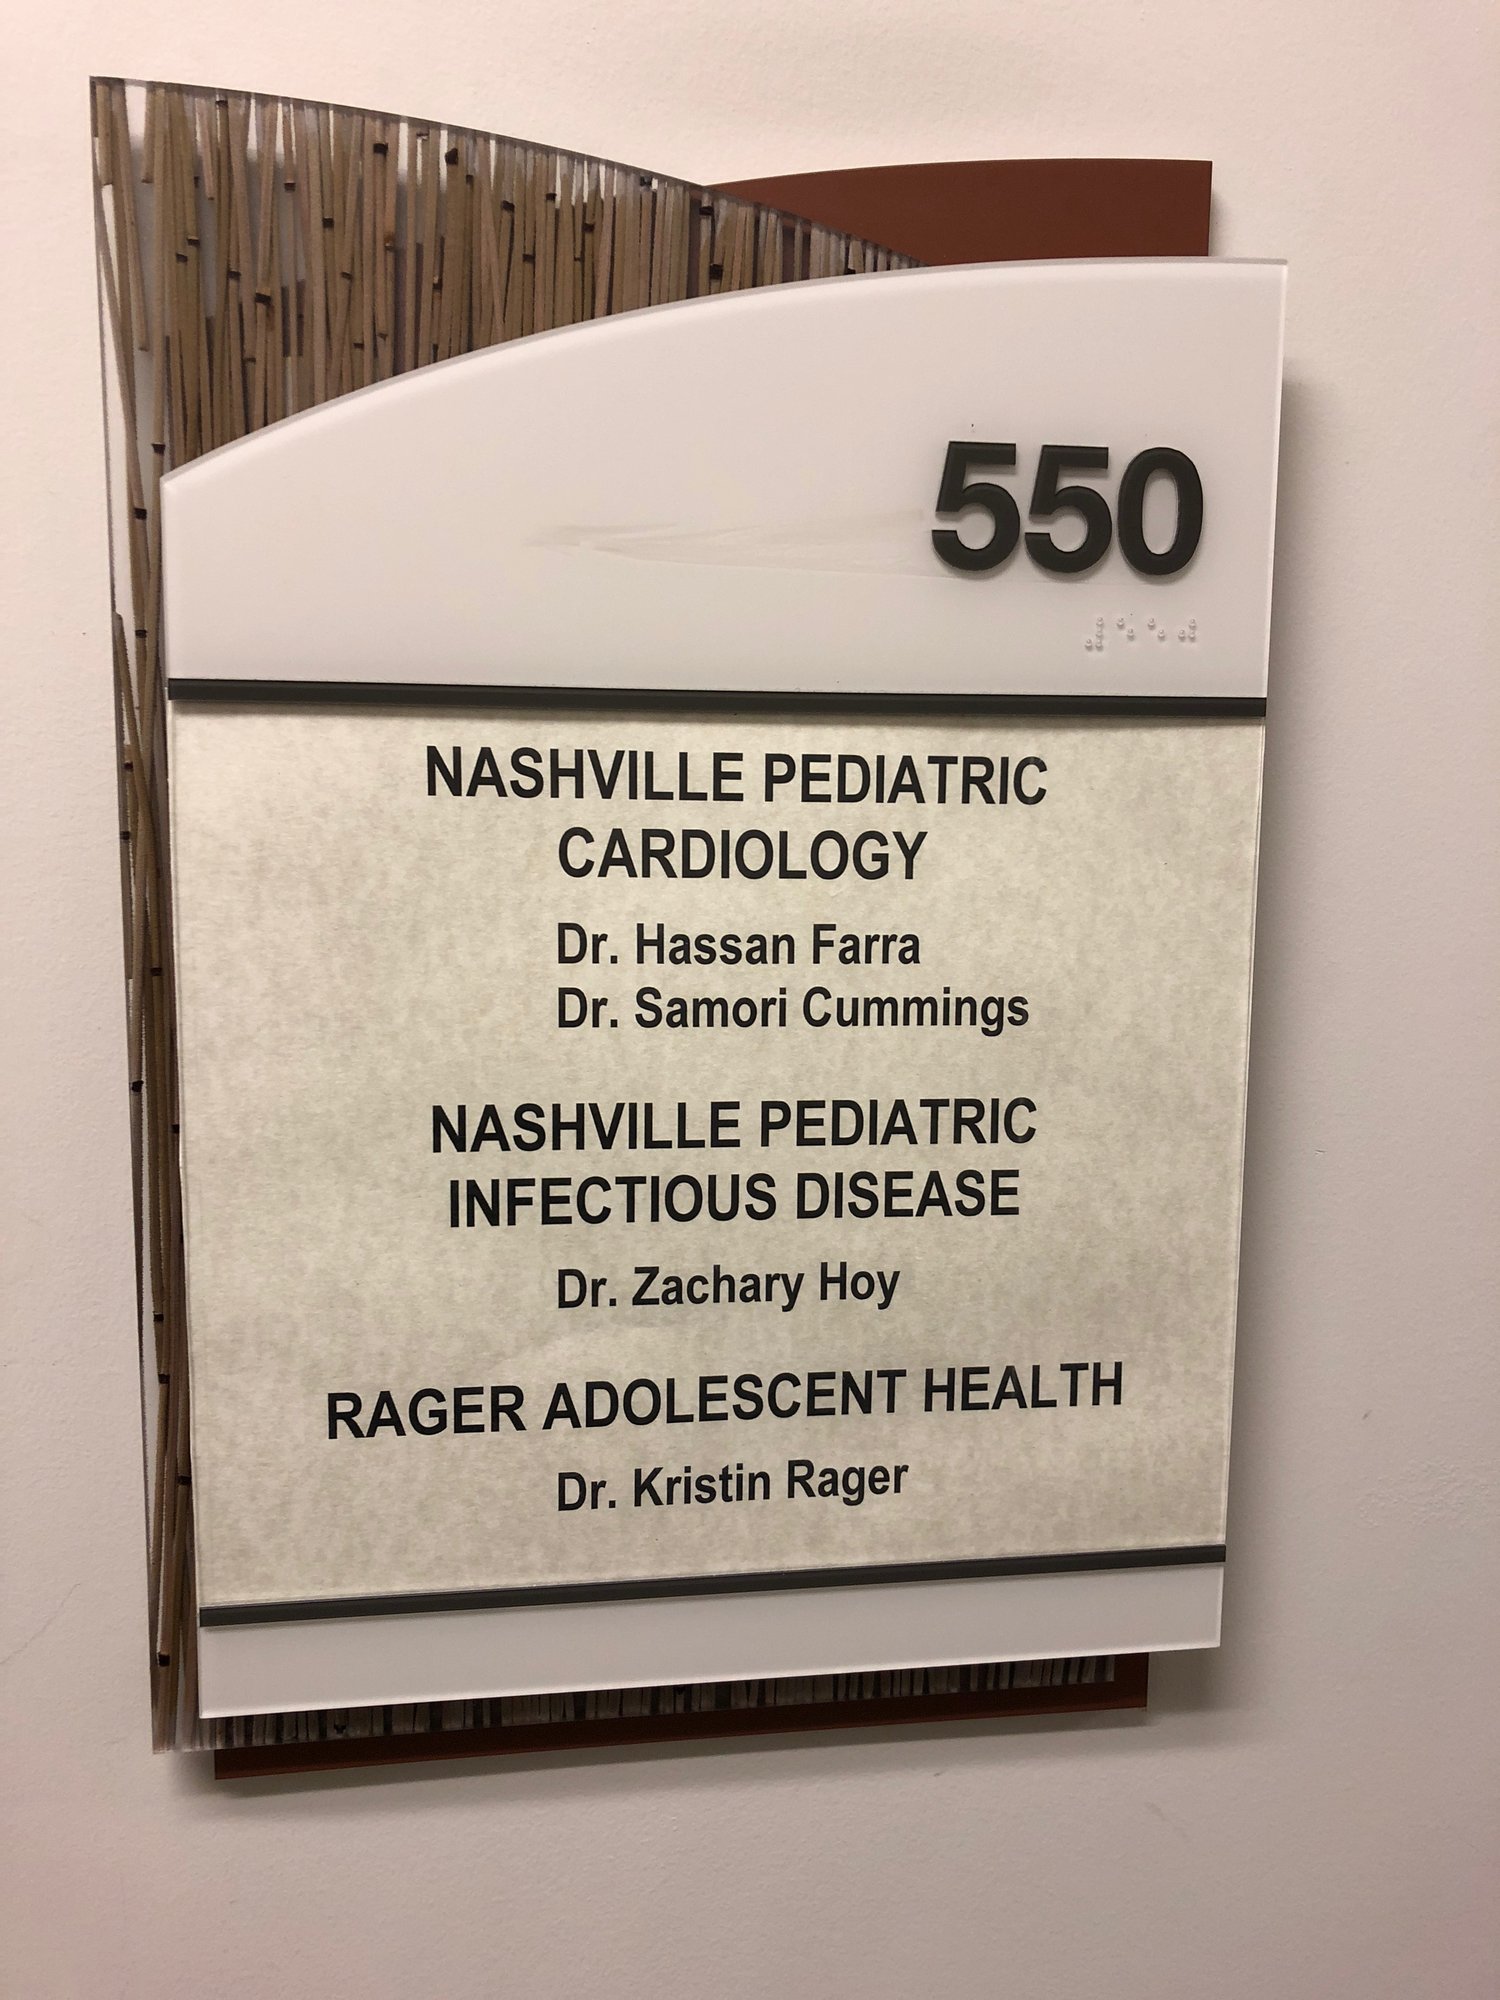 550
⠼⠑⠑⠚
NASHVILLE PEDIATRIC
CARDIOLOGY
Dr. Hassan Farra
Dr. Samori Cummings
NASHVILLE PEDIATRIC
INFECTIOUS DISEASE
Dr. Zachary Hoy
RAGER ADOLESCENT HEALTH
Dr. Kristin Rager